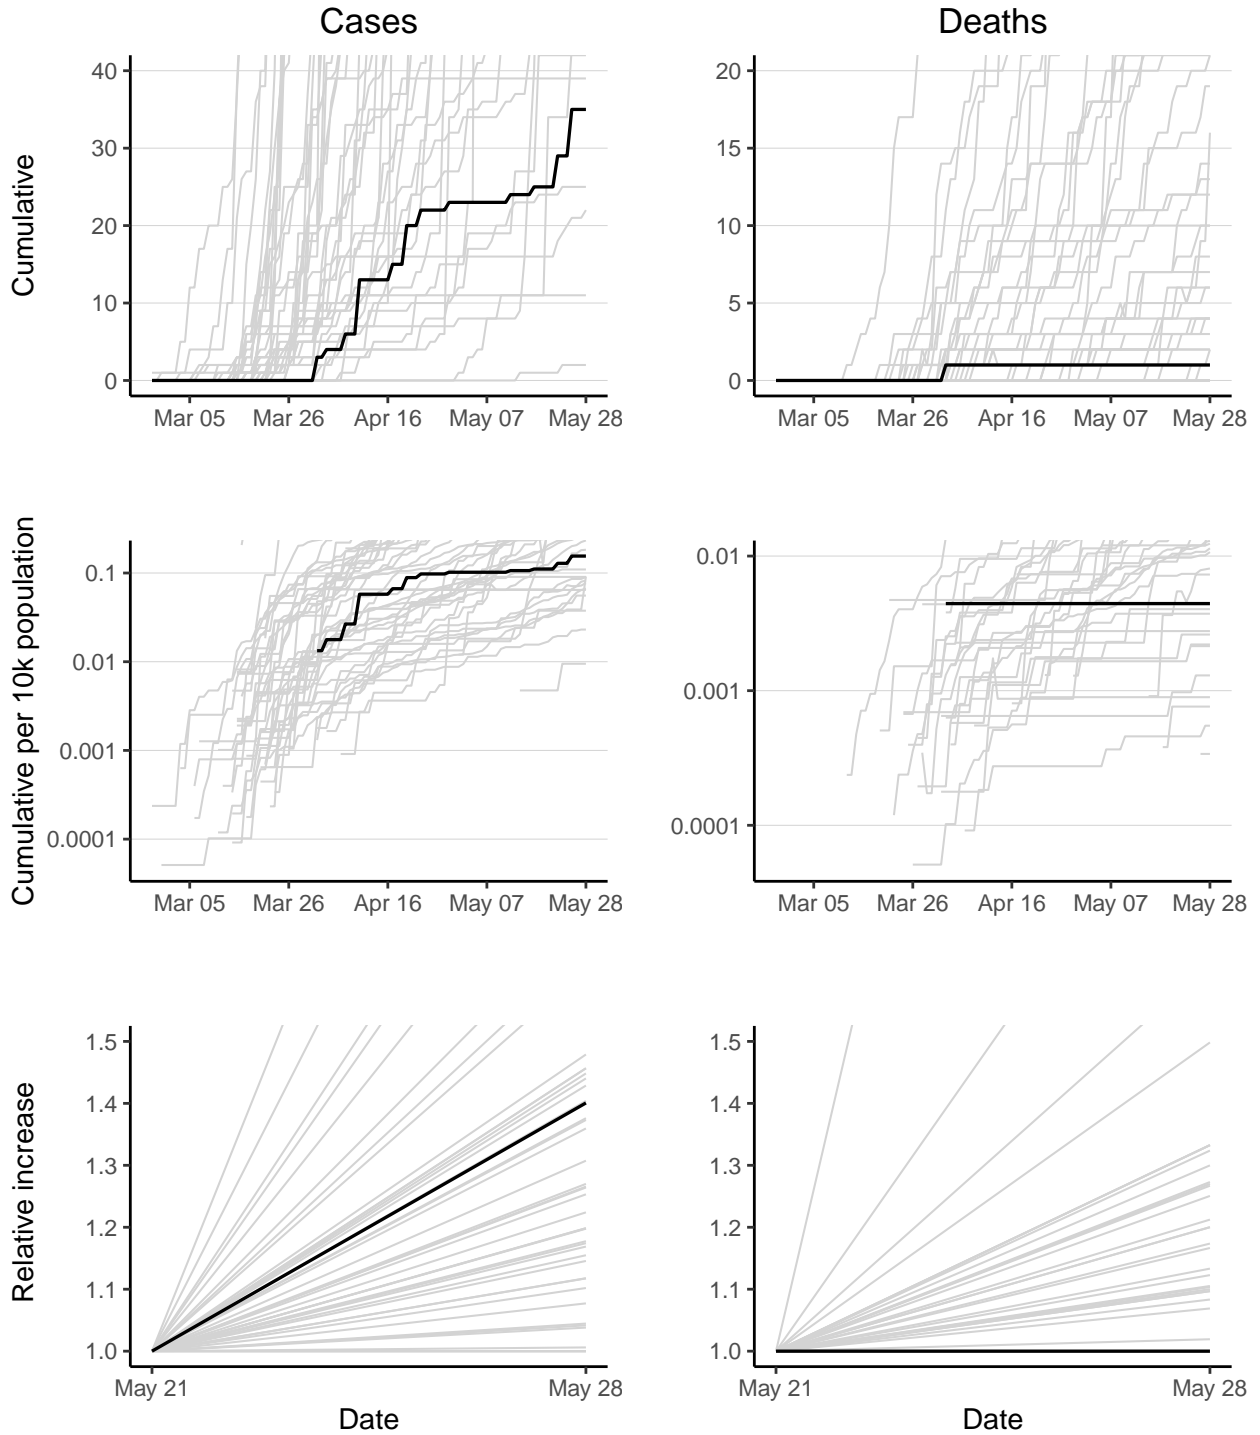 Cases
Deaths
Cumulative
40
30
20
10
0
Mar 05
Mar 26
Apr 16
May 07
May 28
20
15
10
5
0
Mar 05
Mar 26
Apr 16
May 07
May 28
Cumulative per 10k population
0.1
0.01
0.001
0.0001
Mar 05
Mar 26
Apr 16
May 07
May 28
0.01
0.001
0.0001
Mar 05
Mar 26
Apr 16
May 07
May 28
Relative increase
1.5
1.4
1.3
1.2
1.1
1.0
May 21
May 28
Date
1.5
1.4
1.3
1.2
1.1
1.0
May 21
May 28
Date